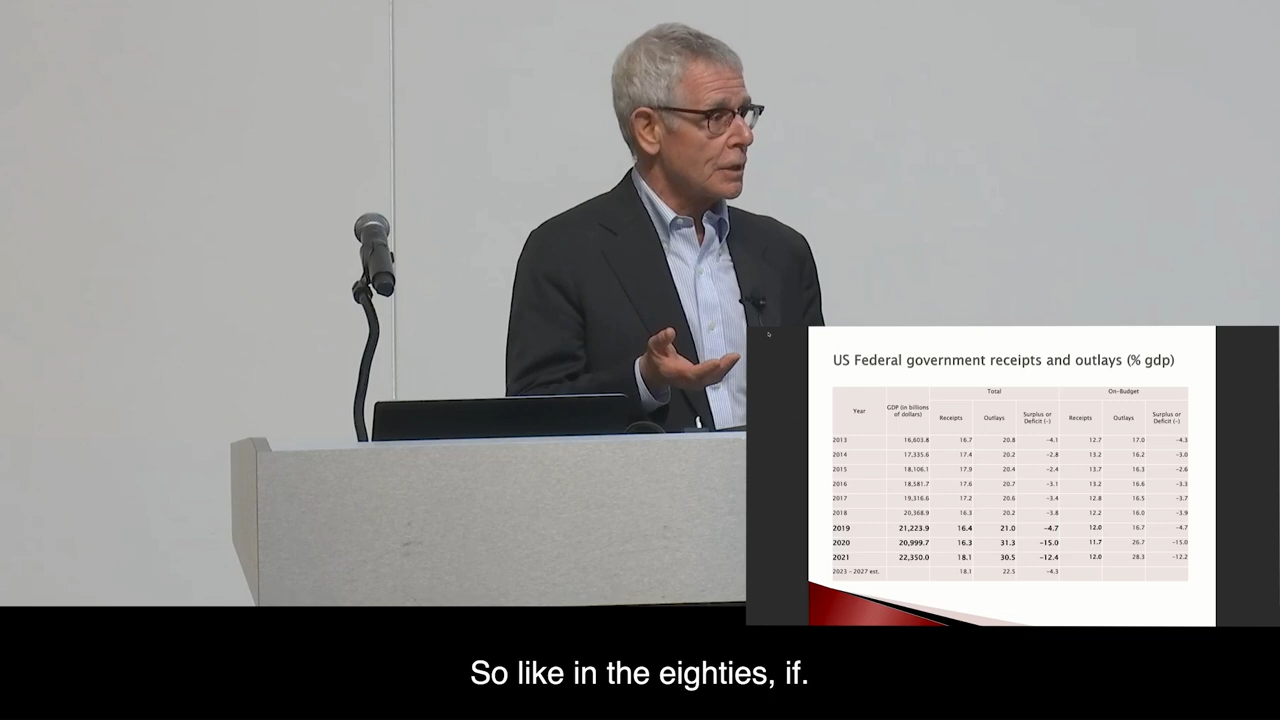 US Federal government receipts and outlays (% gdp)
Total On-Budget
Year GDP (in billions of dollars) Receipts Outlays Surplus or Deficit (-) Receipts Outlays Surplus or Deficit (-)
2013 16,603.8 16.7 20.8 -4.1 12.7 17.0 -4.3
2014 17,335.6 17.4 20.2 -2.8 13.2 16.2 -3.0
2015 18,106.1 17.9 20.4 -2.4 13.7 16.3 -2.6
2016 18,581.7 17.6 20.7 -3.1 13.2 16.6 -3.3
2017 19,316.6 17.2 20.6 -3.4 12.8 16.5 -3.7
2018 20,368.9 16.3 20.2 -3.8 12.2 16.0 -3.9
2019 21,223.9 16.4 21.0 -4.7 12.0 16.7 -4.7
2020 20,999.7 16.3 31.3 -15.0 11.7 26.7 -15.0
2021 22,350.0 18.1 30.5 -12.4 12.0 28.3 -12.2
2023 - 2027 est. 18.1 22.5 -4.3
So like in the eighties, if.